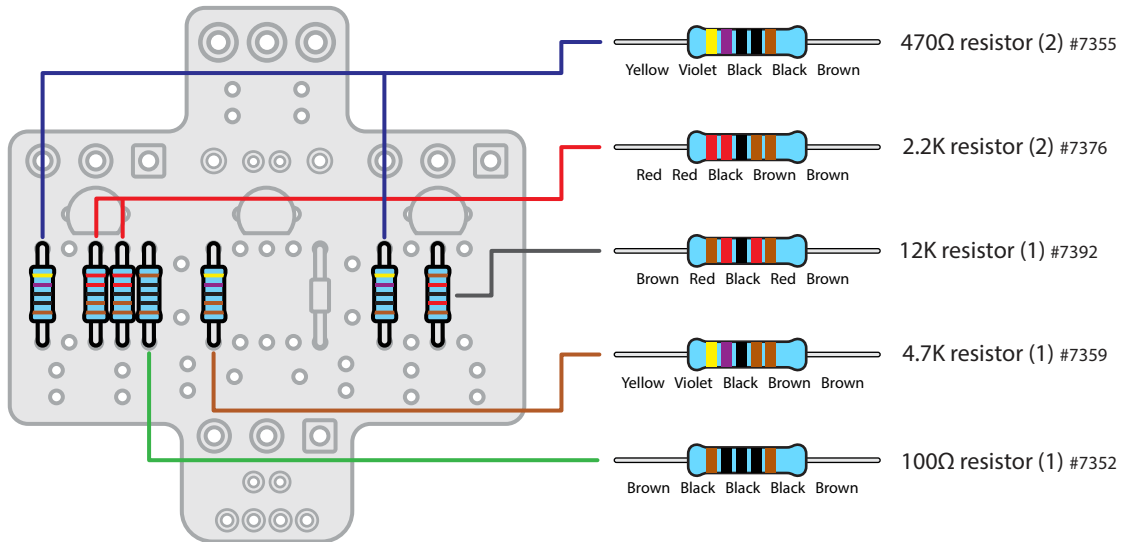 470Ω resistor (2) #7355
Yellow Violet Black Black Brown
2.2K resistor (2) #7376
Red Red Black Brown Brown
12K resistor (1) #7392
Brown Red Black Red Brown
4.7K resistor (1) #7359
Yellow Violet Black Brown Brown
100Ω resistor (1) #7352
Brown Black Black Black Brown